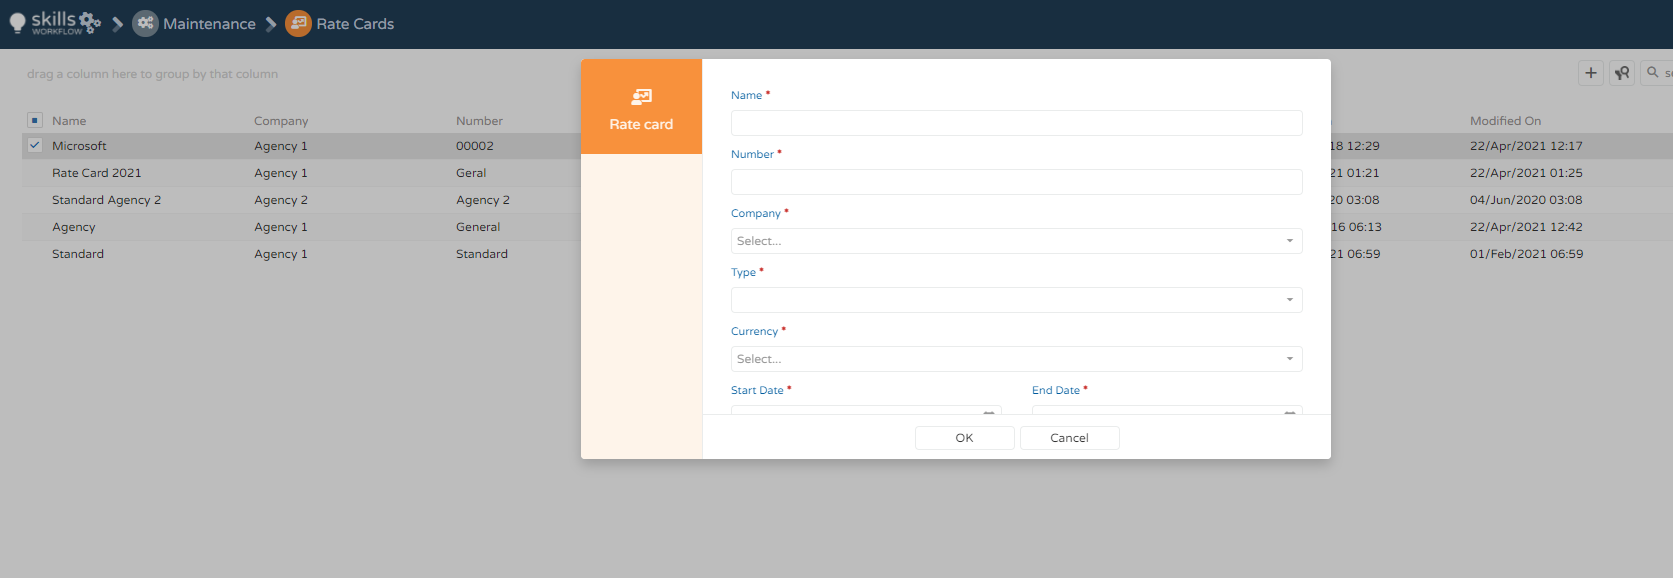 skills WORKFLOW Maintenance Rate Cards
drag a column here to group by that column
Name Company Number Modified On
Microsoft Agency 1 00002 18 12:29 22/Apr/2021 12:17
Rate Card 2021 Agency 1 Geral 21 01:21 22/Apr/2021 01:25
Standard Agency 2 Agency 2 Agency 2 20 03:08 04/Jun/2020 03:08
Agency Agency 1 General 16 06:13 22/Apr/2021 12:42
Standard Agency 1 Standard 21 06:59 01/Feb/2021 06:59
Rate card
Name *
Number *
Company *
Select...
Type *
Currency *
Select...
Start Date * End Date *
OK Cancel